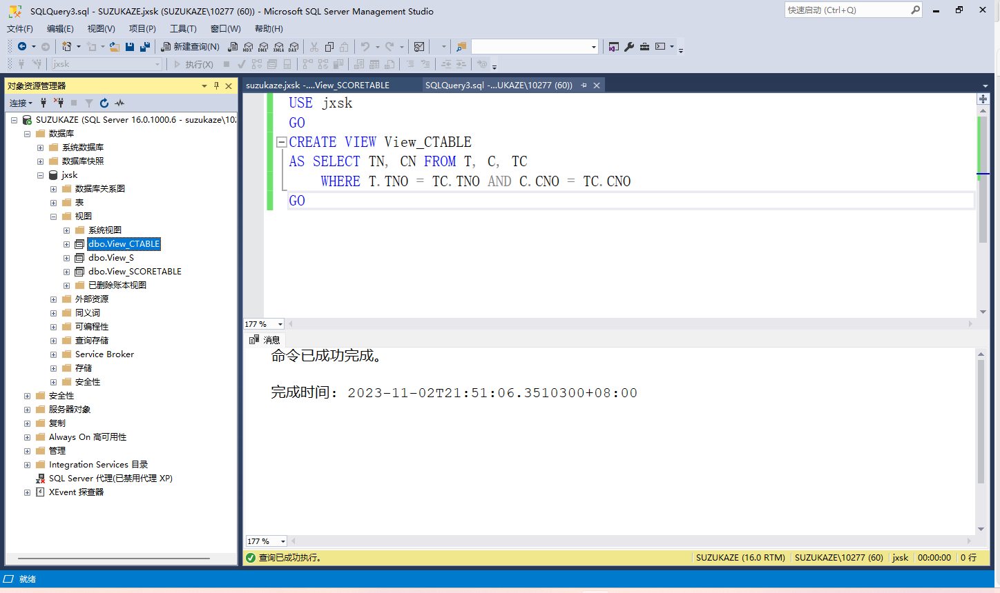 SQLQuery3.sql - SUZUKAZE.jxsk (SUZUKAZE\10277 (60)) - Microsoft SQL Server Management Studio
快速启动 (Ctrl+Q)
文件(F) 编辑(E) 视图(V) 项目(P) 工具(T) 窗口(W) 帮助(H)
新建查询(N) MDX DMX XMLA DAX
jxsk 执行(X)
对象资源管理器
连接
SUZUKAZE (SQL Server 16.0.1000.6 - suzukaze\102
数据库
系统数据库
数据库快照
jxsk
数据库关系图
表
视图
系统视图
dbo.View_CTABLE
dbo.View_S
dbo.View_SCORETABLE
已删除账本视图
外部资源
同义词
可编程性
查询存储
Service Broker
存储
安全性
安全性
服务器对象
复制
Always On 高可用性
管理
Integration Services 目录
SQL Server 代理(已禁用代理 XP)
XEvent 探查器
suzukaze.jxsk -....View_SCORETABLE
SQLQuery3.sql -...UKAZE\10277 (60))
USE jxsk
GO
CREATE VIEW View_CTABLE
AS SELECT TN, CN FROM T, C, TC
WHERE T.TNO = TC.TNO AND C.CNO = TC.CNO
GO
177 %
消息
命令已成功完成。
完成时间: 2023-11-02T21:51:06.3510300+08:00
177 %
查询已成功执行。
SUZUKAZE (16.0 RTM) SUZUKAZE\10277 (60) jxsk 00:00:00 0 行
就绪